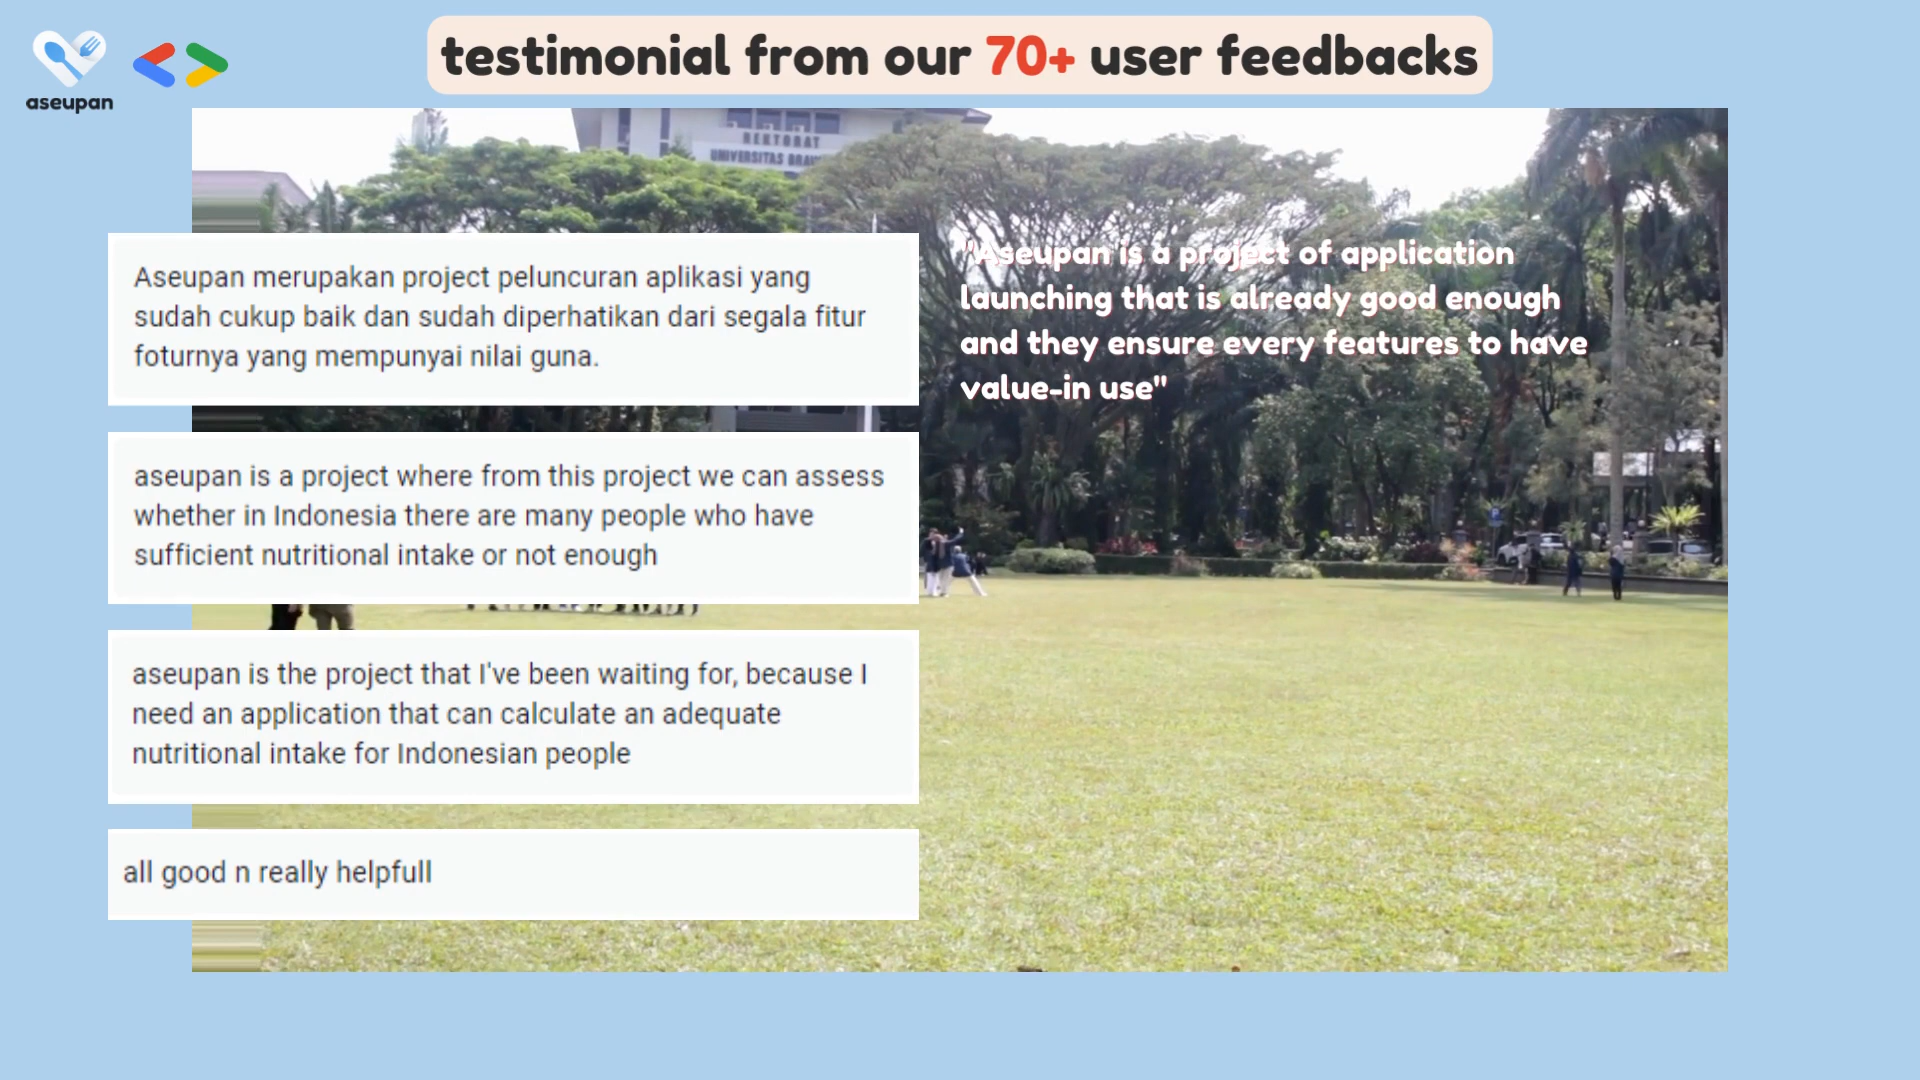 testimonial from our 70+ user feedbacks
aseupan
REKTORAT
UNIVERSITAS
Aseupan merupakan project peluncuran aplikasi yang
sudah cukup baik dan sudah diperhatikan dari segala fitur
foturnya yang mempunyai nilai guna.
"Aseupan is a project of application
launching that is already good enough
and they ensure every features to have
value-in use"
aseupan is a project where from this project we can assess
whether in Indonesia there are many people who have
sufficient nutritional intake or not enough
aseupan is the project that I've been waiting for, because I
need an application that can calculate an adequate
nutritional intake for Indonesian people
all good n really helpfull